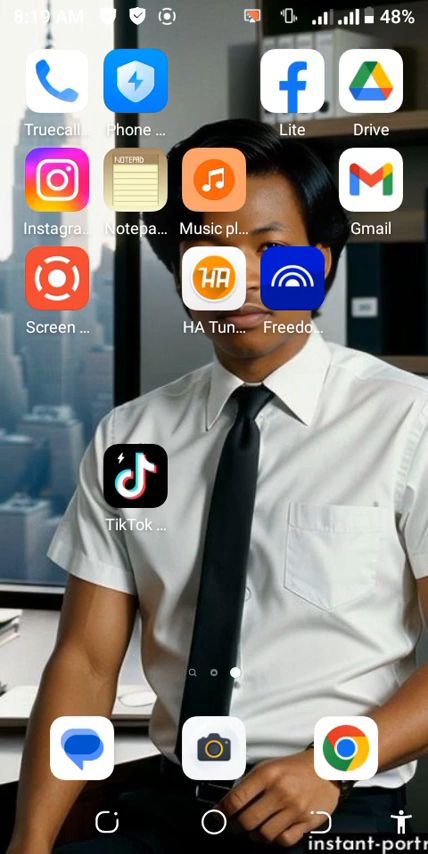 8:19 AM
48%
Truecall...
Phone ...
Lite
Drive
NOTEPAD
Instagra...
Notepa...
Music pl...
Gmail
HA
Screen ...
HA Tun...
Freedo...
TikTok ...
instant-portr